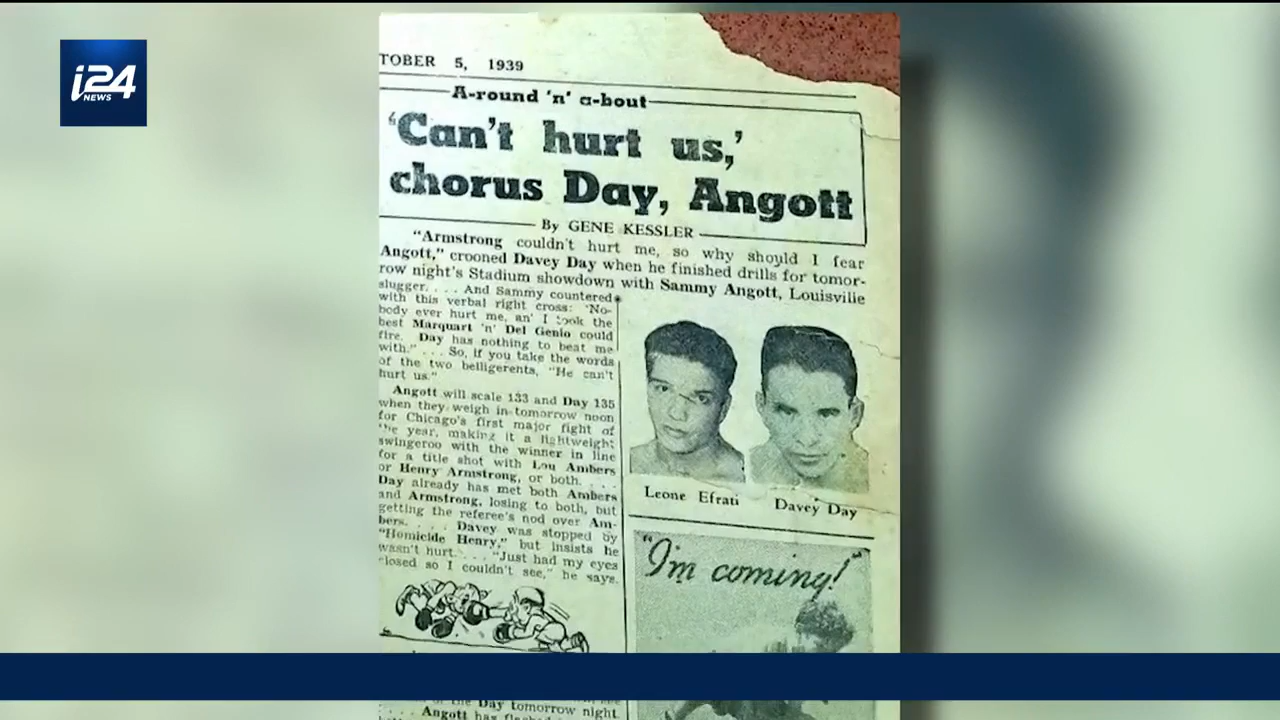 i24
NEWS
TOBER 5, 1939
A-round 'n' a-bout
'Can't hurt us,'
chorus Day, Angott
By GENE KESSLER
"Armstrong couldn't hurt me, so why should I fear
Angott," crooned Davey Day when he finished drills for tomor-
row night's Stadium showdown with Sammy Angott, Louisville
slugger. . . . And Sammy countered
with this verbal right cross: 'No-
body ever hurt me, an' I took the
best Marquart 'n' Del Genio could
fire. Day has nothing to beat me
with." . . . So, if you take the words
of the two belligerents, "He can't
hurt us."
Angott will scale 133 and Day 135
when they weigh in tomorrow noon
for Chicago's first major fight of
the year, making it a lightweight
swingeroo with the winner in line
for a title shot with Lou Ambers
or Henry Armstrong, or both. . . .
Day already has met both Ambers
and Armstrong, losing to both, but
getting the referee's nod over Am-
bers. . . . Davey was stopped by
"Homicide Henry," but insists he
wasn't hurt. . . . "Just had my eyes
closed so I couldn't see," he says.
Leone Efrati
Davey Day
"I'm coming!"
Day tomorrow night
. . . . Angott has